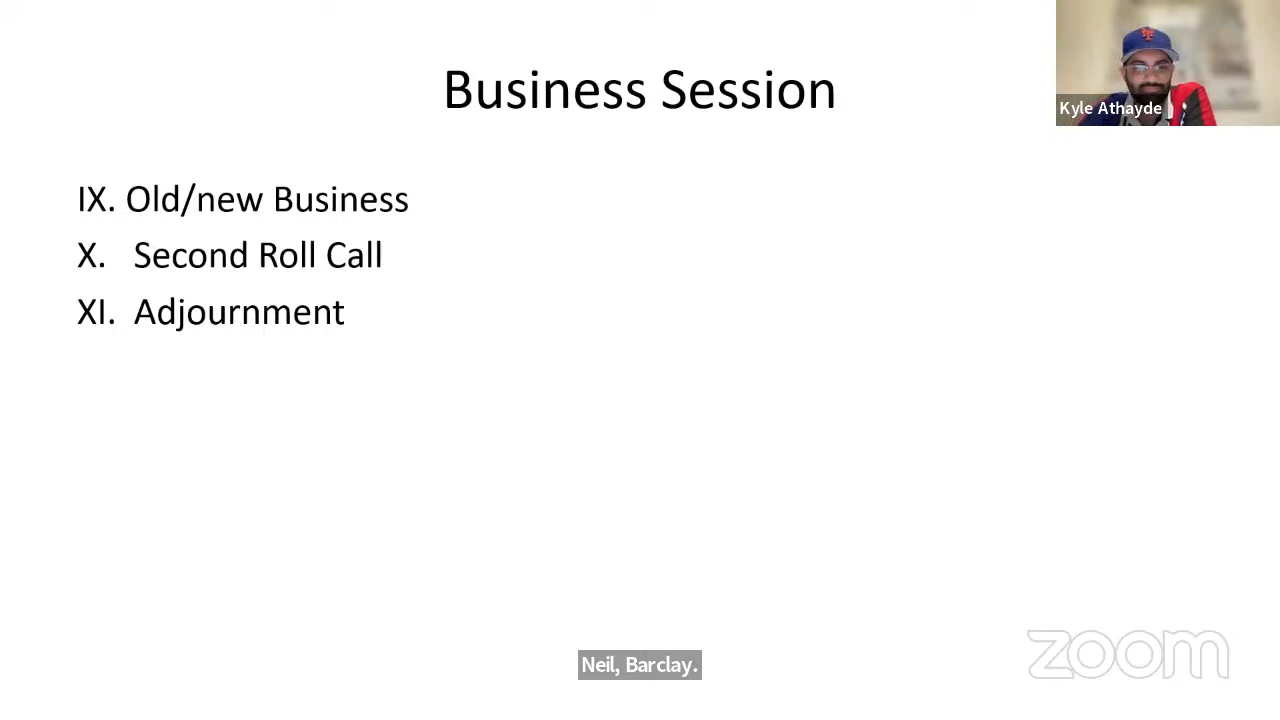 Business Session
Kyle Athayde
IX. Old/new Business
X. Second Roll Call
XI. Adjournment
Neil, Barclay.
zoom